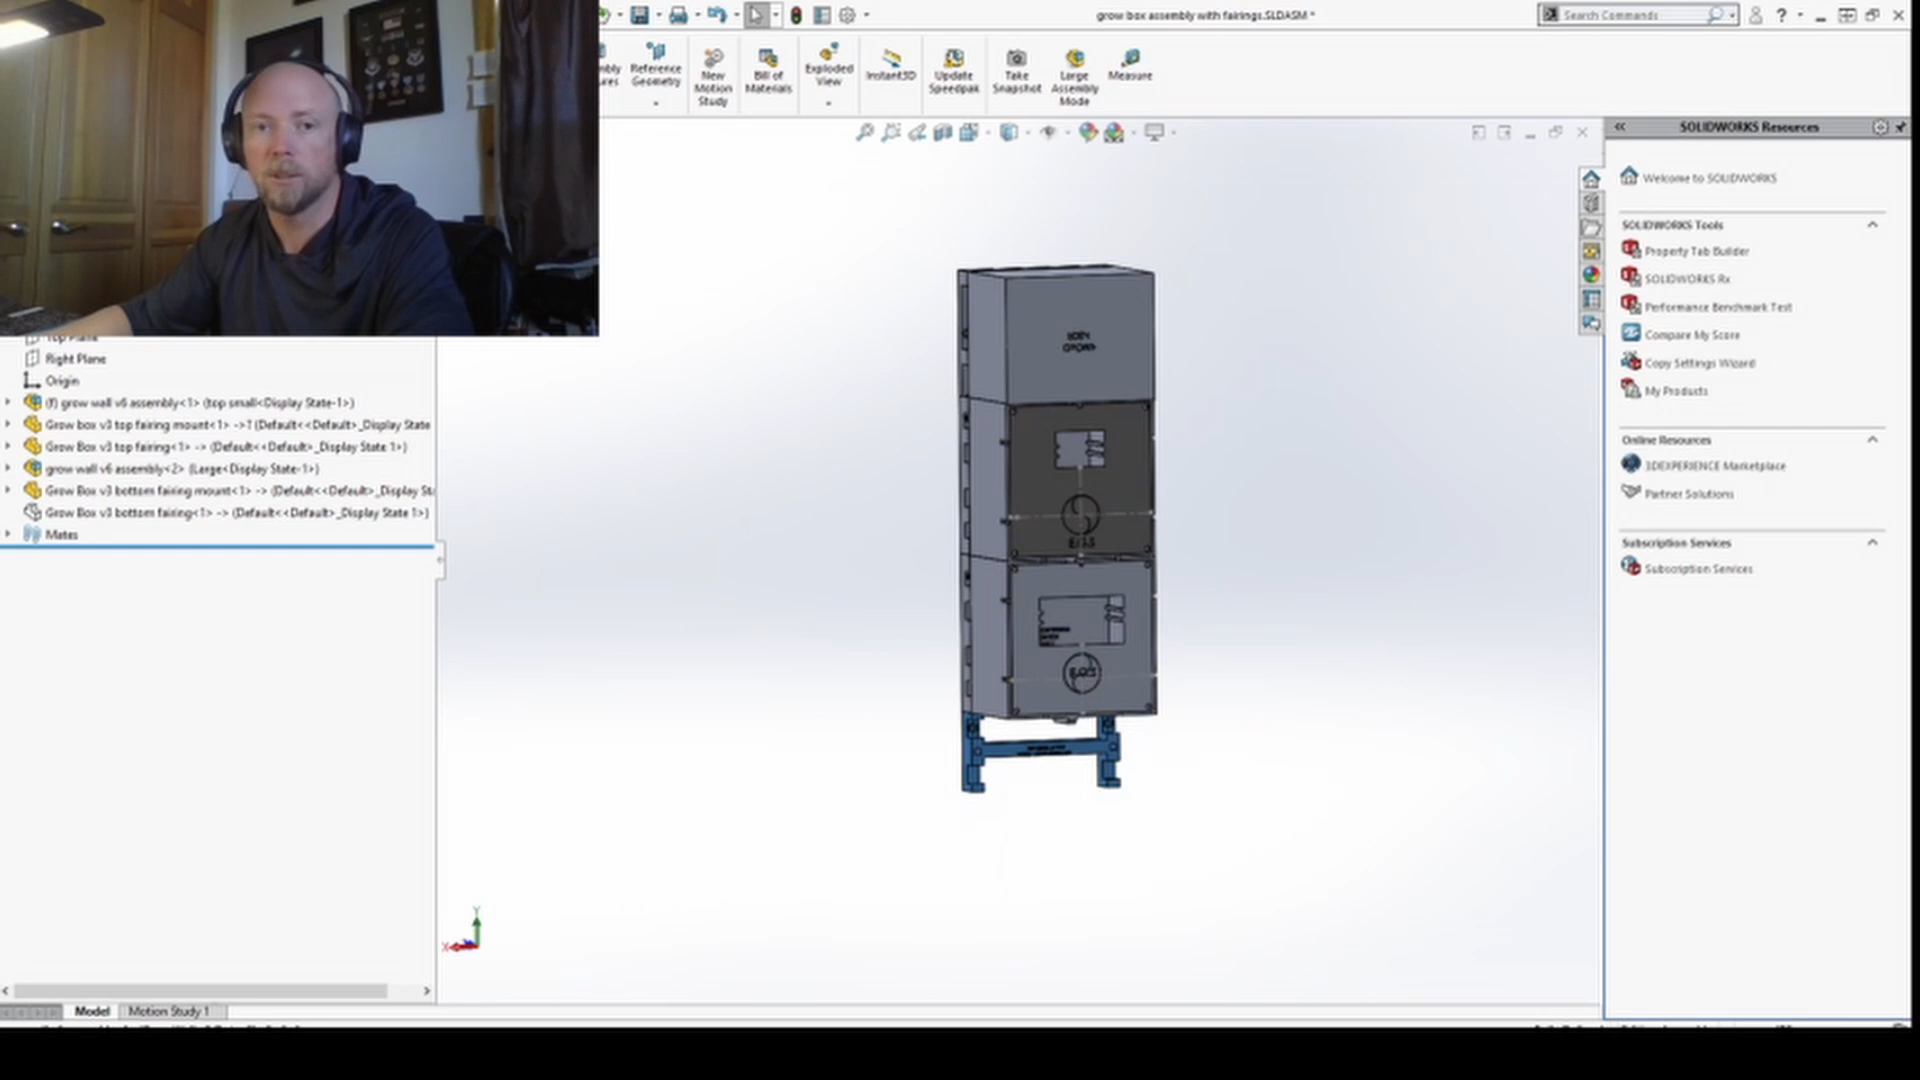 grow box assembly with fairings.SLDASM *
Search Commands
Reference Geometry
New Motion Study
Bill of Materials
Exploded View
Instant3D
Update Speedpak
Take Snapshot
Large Assembly Mode
Measure
SOLIDWORKS Resources
Welcome to SOLIDWORKS
SOLIDWORKS Tools
Property Tab Builder
SOLIDWORKS Rx
Performance Benchmark Test
Compare My Score
Copy Settings Wizard
My Products
Online Resources
3DEXPERIENCE Marketplace
Partner Solutions
Subscription Services
Subscription Services
Top Plane
Right Plane
Origin
(f) grow wall v6 assembly<1> (top small<Display State-1>)
Grow box v3 top fairing mount<1> ->? (Default<<Default>_Display State
Grow Box v3 top fairing<1> -> (Default<<Default>_Display State 1>)
grow wall v6 assembly<2> (Large<Display State-1>)
Grow Box v3 bottom fairing mount<1> -> (Default<<Default>_Display St
Grow Box v3 bottom fairing<1> -> (Default<<Default>_Display State 1>)
Mates
Y
X
Model
Motion Study 1